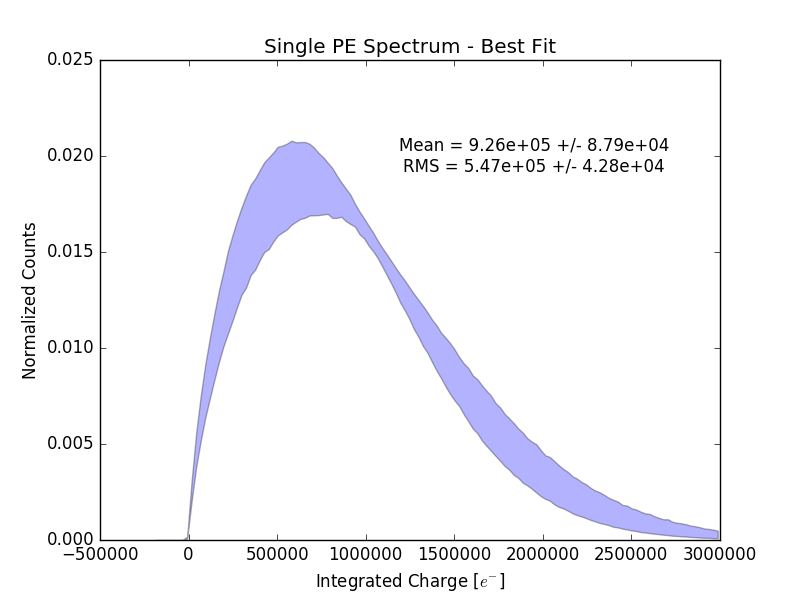 Single PE Spectrum - Best Fit
0.025
0.020
0.015
0.010
0.005
0.000
Mean = 9.26e+05 +/- 8.79e+04
RMS = 5.47e+05 +/- 4.28e+04
Normalized Counts
−500000 0 500000 1000000 1500000 2000000 2500000 3000000
Integrated Charge [e⁻]